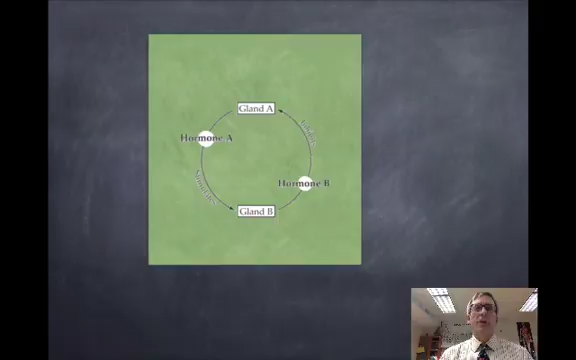 Gland A
Hormone A
Inhibits
Stimulates
Hormone B
Gland B